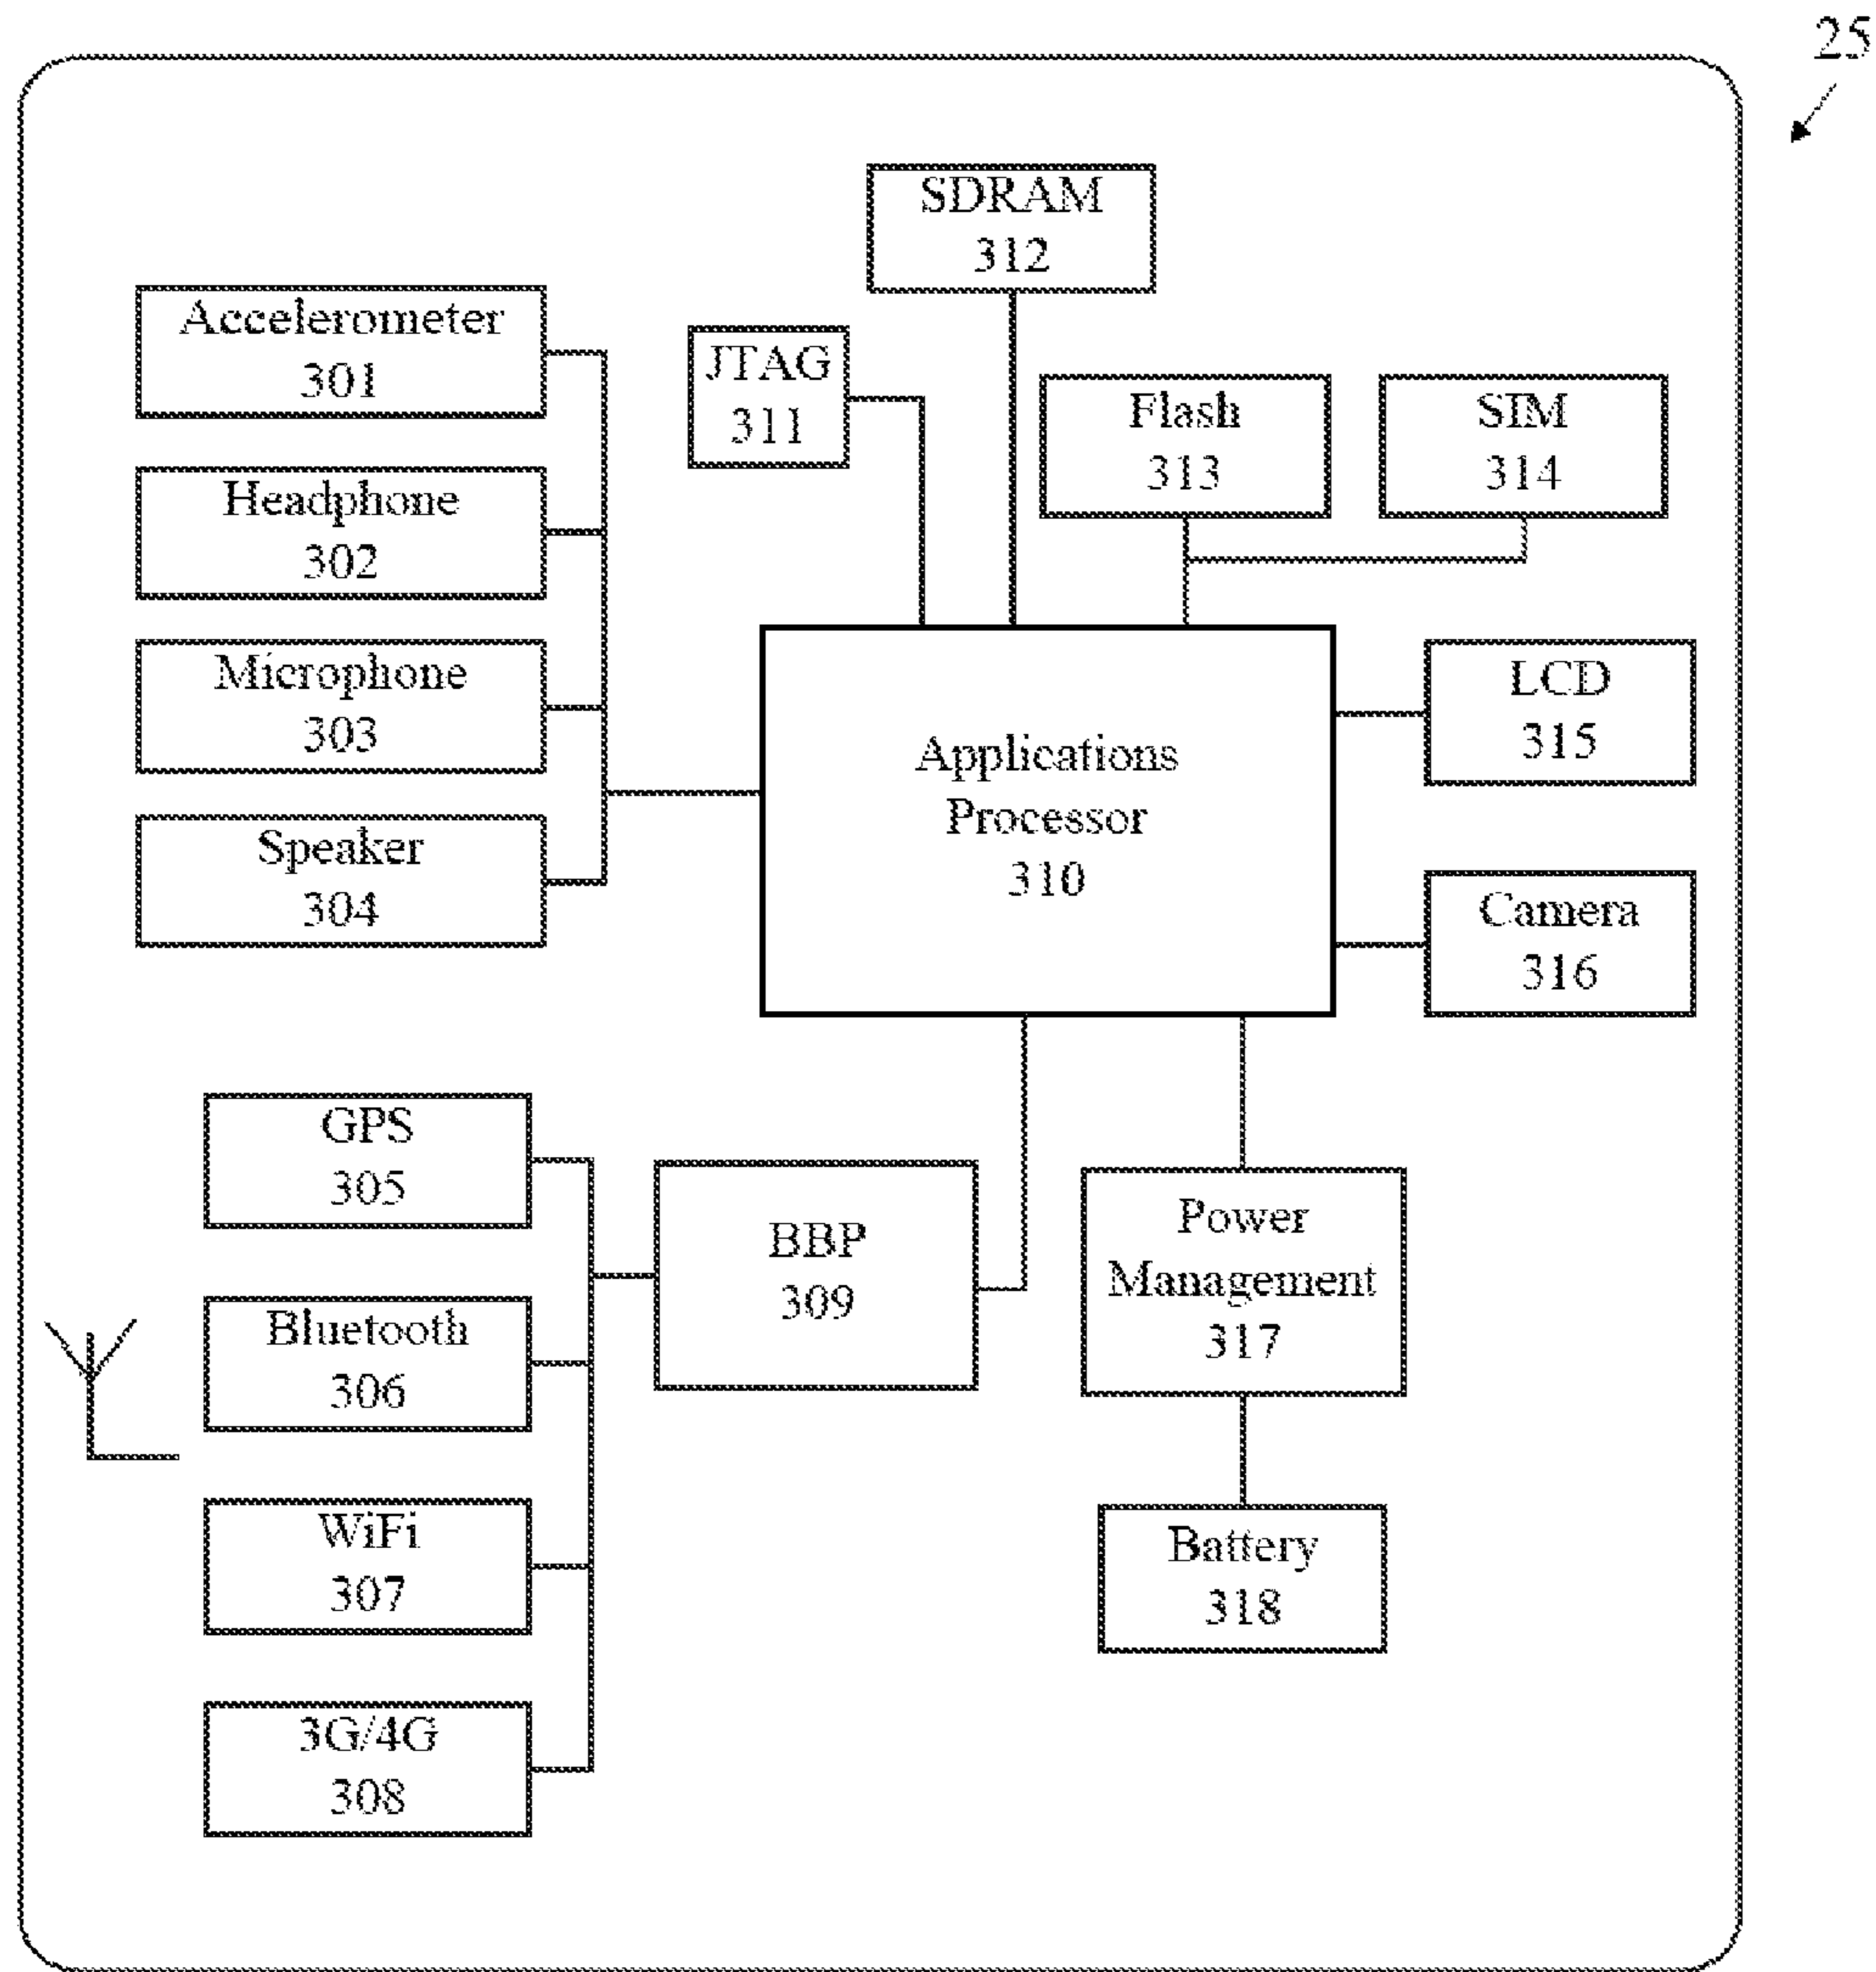 25
SDRAM
312
Accelerometer
301
JTAG
311
Flash
313
SIM
314
Headphone
302
Microphone
303
LCD
315
Applications
Processor
310
Speaker
304
Camera
316
GPS
305
BBP
309
Power
Management
317
Bluetooth
306
WiFi
307
Battery
318
3G/4G
308